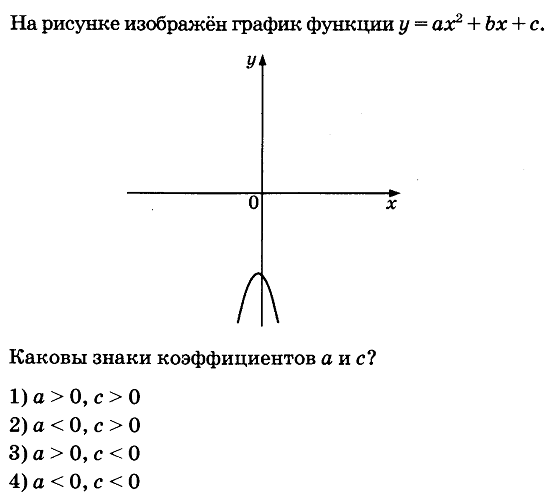 На рисунке изображён график функции y = ax² + bx + c.
y
0
x
Каковы знаки коэффициентов a и c?
1) a > 0, c > 0
2) a < 0, c > 0
3) a > 0, c < 0
4) a < 0, c < 0